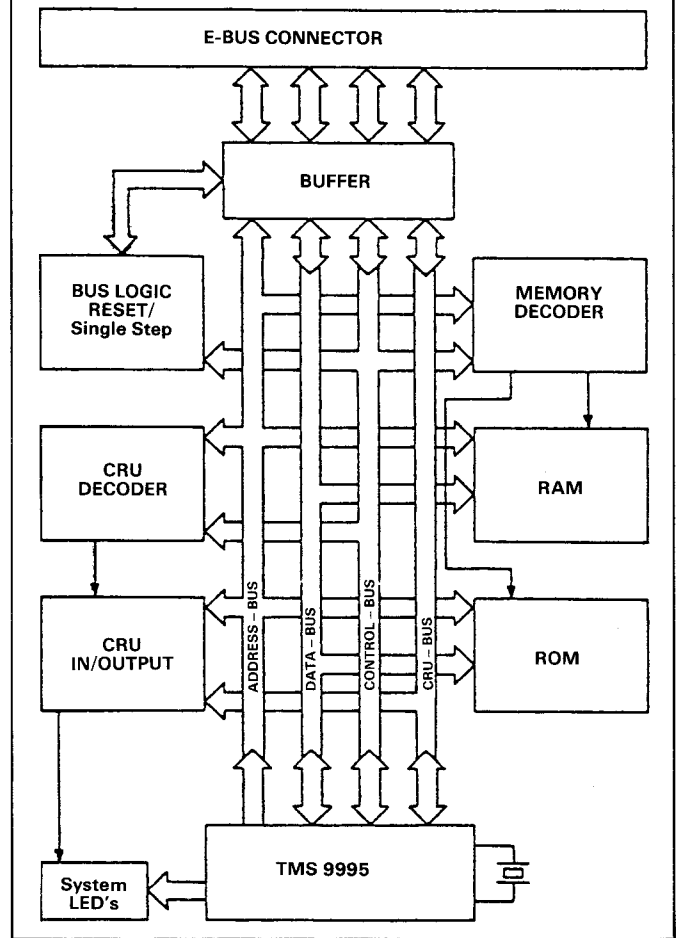 E-BUS CONNECTOR
BUFFER
BUS LOGIC
RESET/
Single Step
MEMORY
DECODER
CRU
DECODER
RAM
CRU
IN/OUTPUT
ADDRESS – BUS
DATA – BUS
CONTROL – BUS
CRU – BUS
ROM
TMS 9995
System
LED's